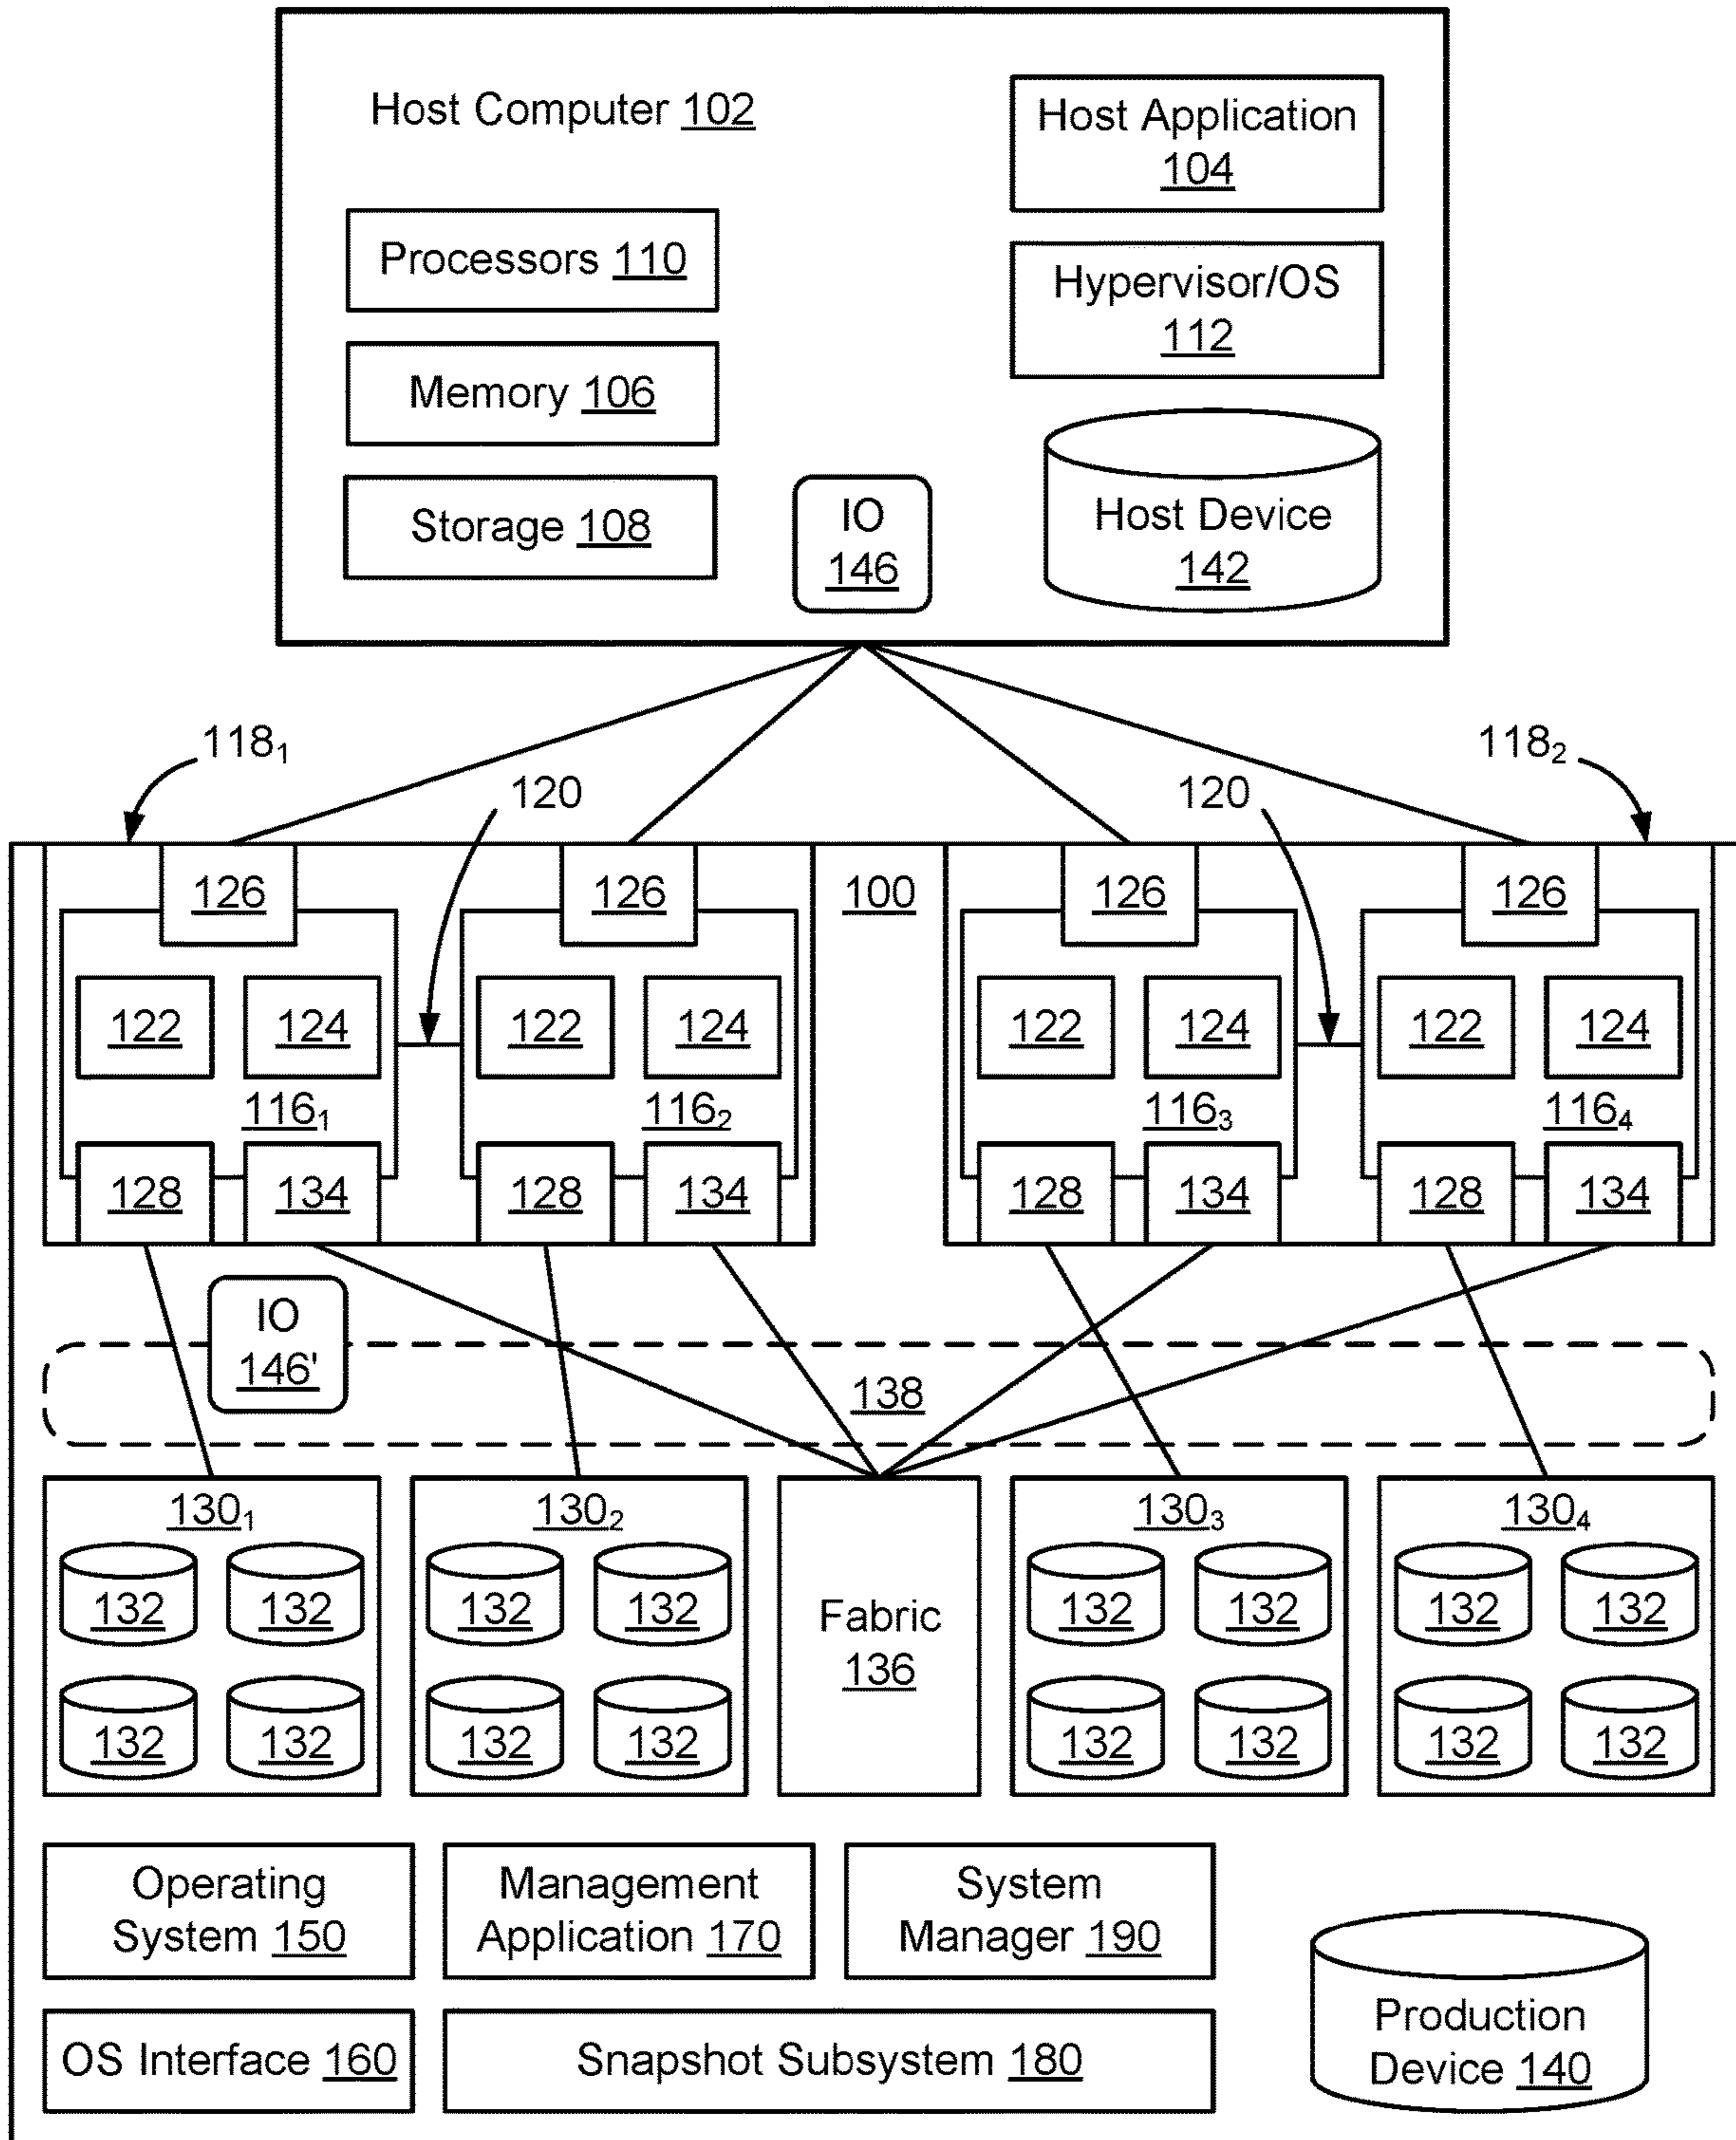 Host Computer 102
Host Application
104
Processors 110
Hypervisor/OS
112
Memory 106
Storage 108
IO
146
Host Device
142
118₁
118₂
120
120
126
126
100
126
126
122
124
122
124
122
124
122
124
116₁
116₂
116₃
116₄
128
134
128
134
128
134
128
134
IO
146'
138
130₁
130₂
130₃
130₄
132
132
132
132
132
132
132
132
Fabric
136
132
132
132
132
132
132
132
132
Operating
System 150
Management
Application 170
System
Manager 190
OS Interface 160
Snapshot Subsystem 180
Production
Device 140